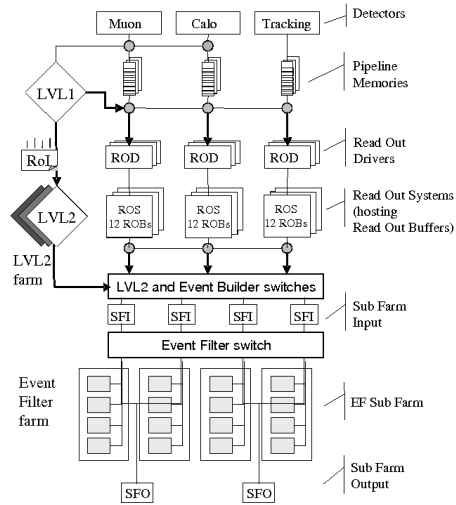 Muon
Calo
Tracking
Detectors
Pipeline
Memories
LVL1
RoI
ROD
ROD
ROD
Read Out
Drivers
LVL2
LVL2
farm
ROS
12 ROBs
ROS
12 ROBs
ROS
12 ROBs
Read Out Systems
(hosting
Read Out Buffers)
LVL2 and Event Builder switches
SFI
SFI
SFI
SFI
Sub Farm
Input
Event Filter switch
Event
Filter
farm
EF Sub Farm
SFO
SFO
Sub Farm
Output